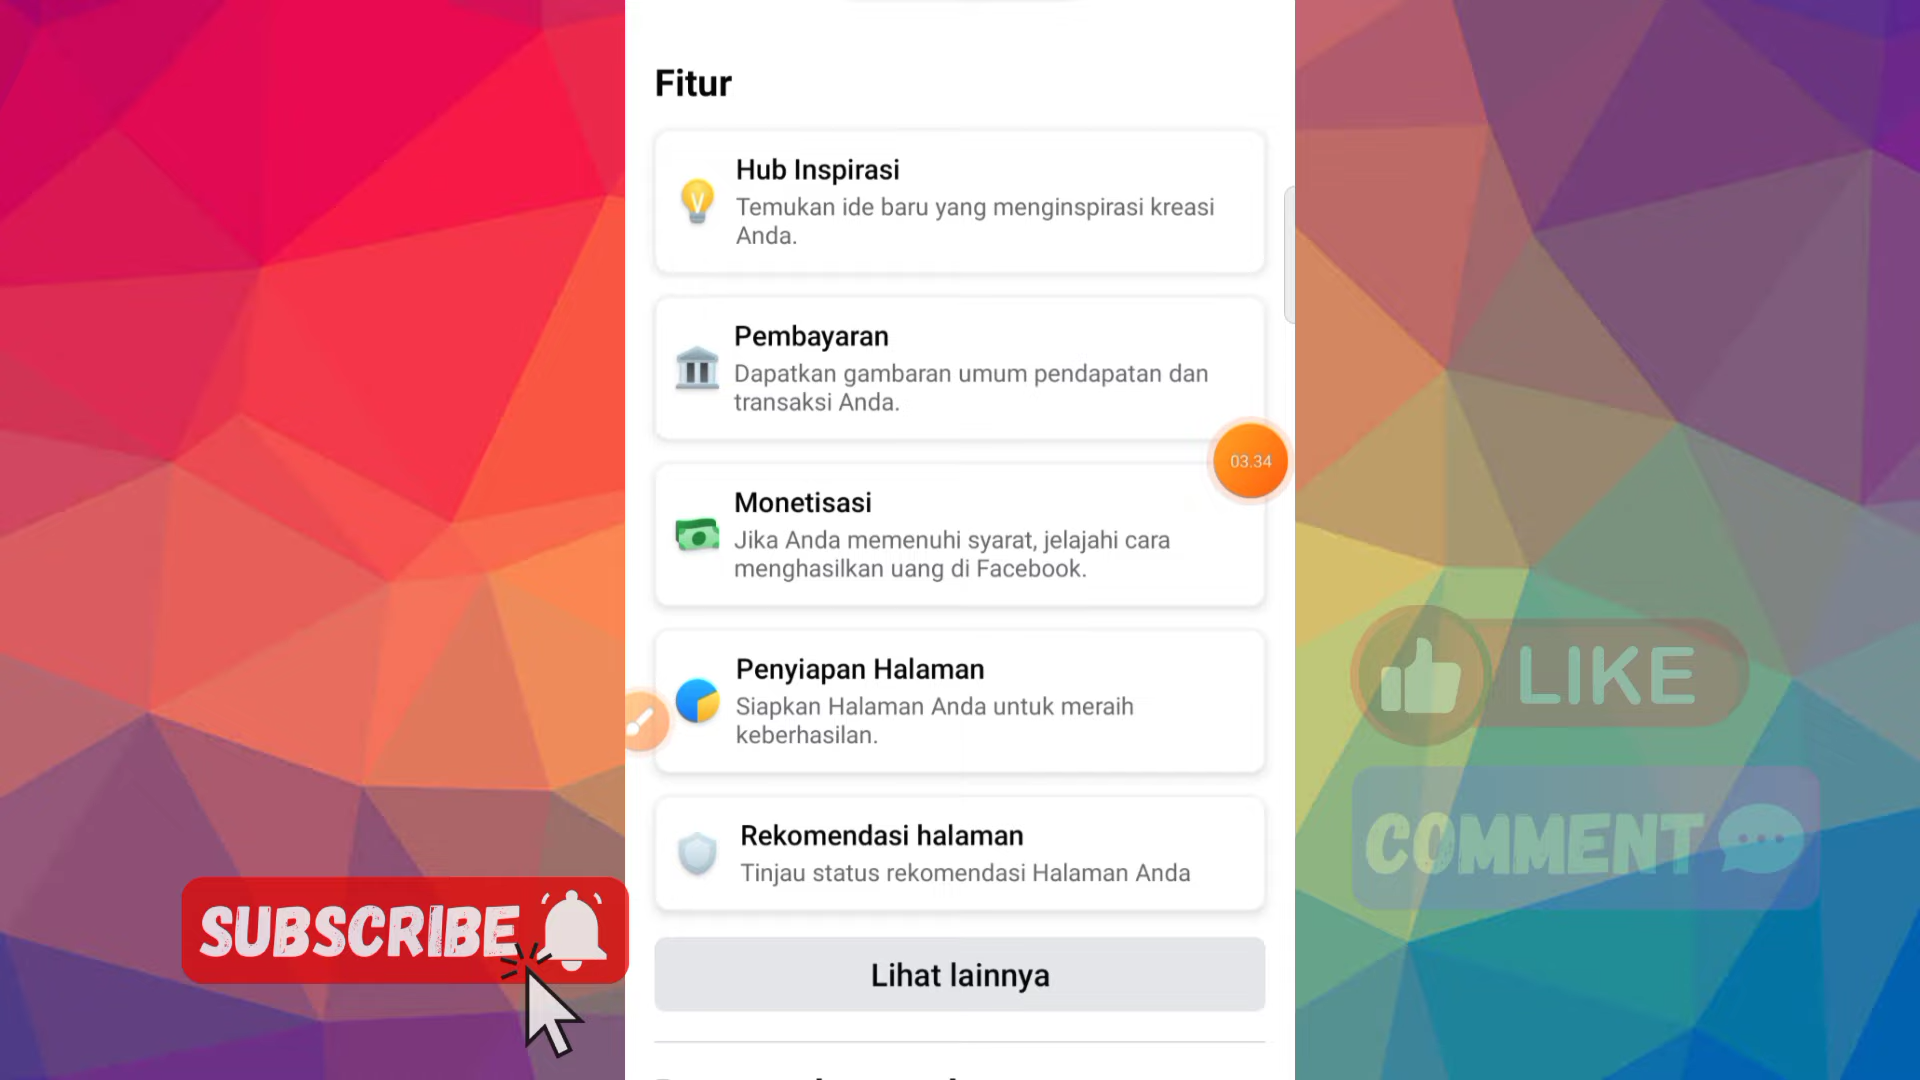 Fitur
Hub Inspirasi
Temukan ide baru yang menginspirasi kreasi
Anda.
Pembayaran
Dapatkan gambaran umum pendapatan dan
transaksi Anda.
03.34
Monetisasi
Jika Anda memenuhi syarat, jelajahi cara
menghasilkan uang di Facebook.
Penyiapan Halaman
Siapkan Halaman Anda untuk meraih
keberhasilan.
Rekomendasi halaman
Tinjau status rekomendasi Halaman Anda
Lihat lainnya
SUBSCRIBE
LIKE
COMMENT